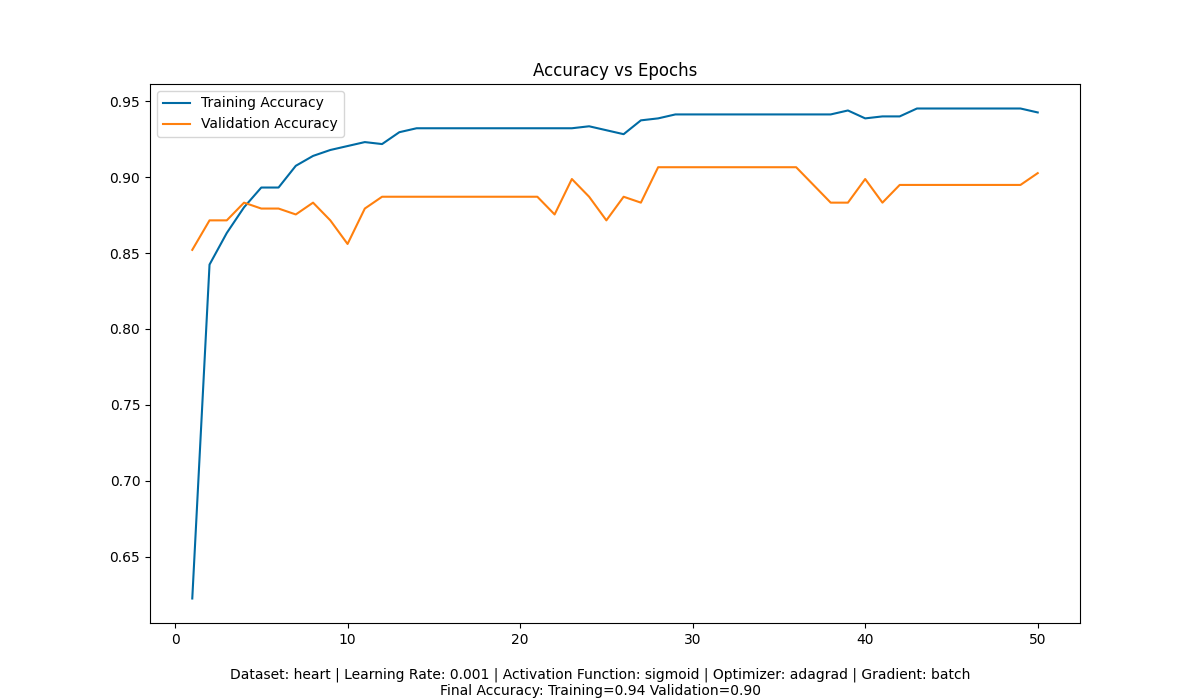 Accuracy vs Epochs
Training Accuracy
Validation Accuracy
0.95
0.90
0.85
0.80
0.75
0.70
0.65
0 10 20 30 40 50
Dataset: heart | Learning Rate: 0.001 | Activation Function: sigmoid | Optimizer: adagrad | Gradient: batch
Final Accuracy: Training=0.94 Validation=0.90